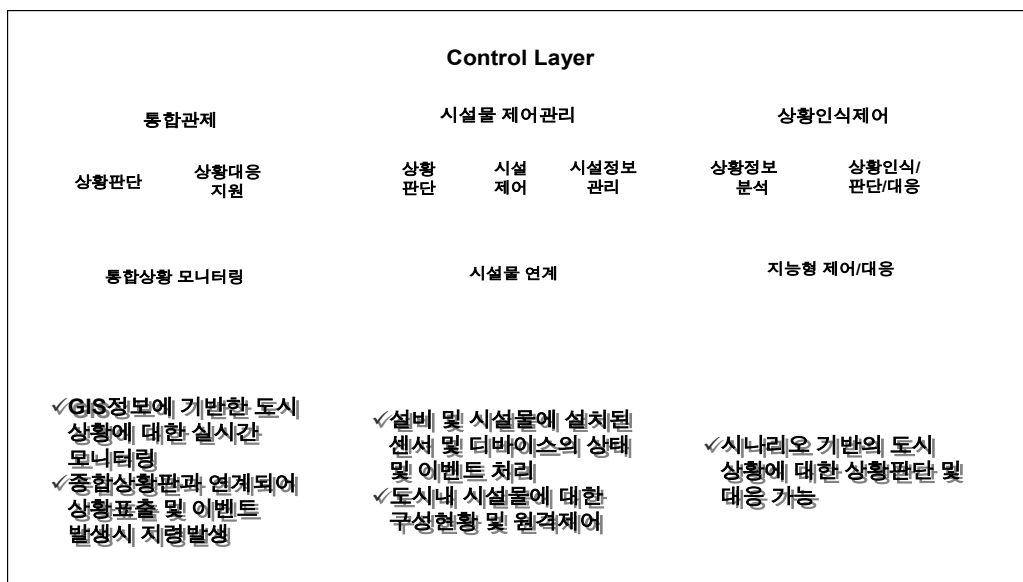 Control Layer
통합관제
시설물 제어관리
상황인식제어
상황판단
상황대응
지원
상황
판단
시설
제어
시설정보
관리
상황정보
분석
상황인식/
판단/대응
통합상황 모니터링
시설물 연계
지능형 제어/대응
✓GIS정보에 기반한 도시
상황에 대한 실시간
모니터링
✓종합상황판과 연계되어
상황표출 및 이벤트
발생시 지령발생
✓설비 및 시설물에 설치된
센서 및 디바이스의 상태
및 이벤트 처리
✓도시내 시설물에 대한
구성현황 및 원격제어
✓시나리오 기반의 도시
상황에 대한 상황판단 및
대응 가능